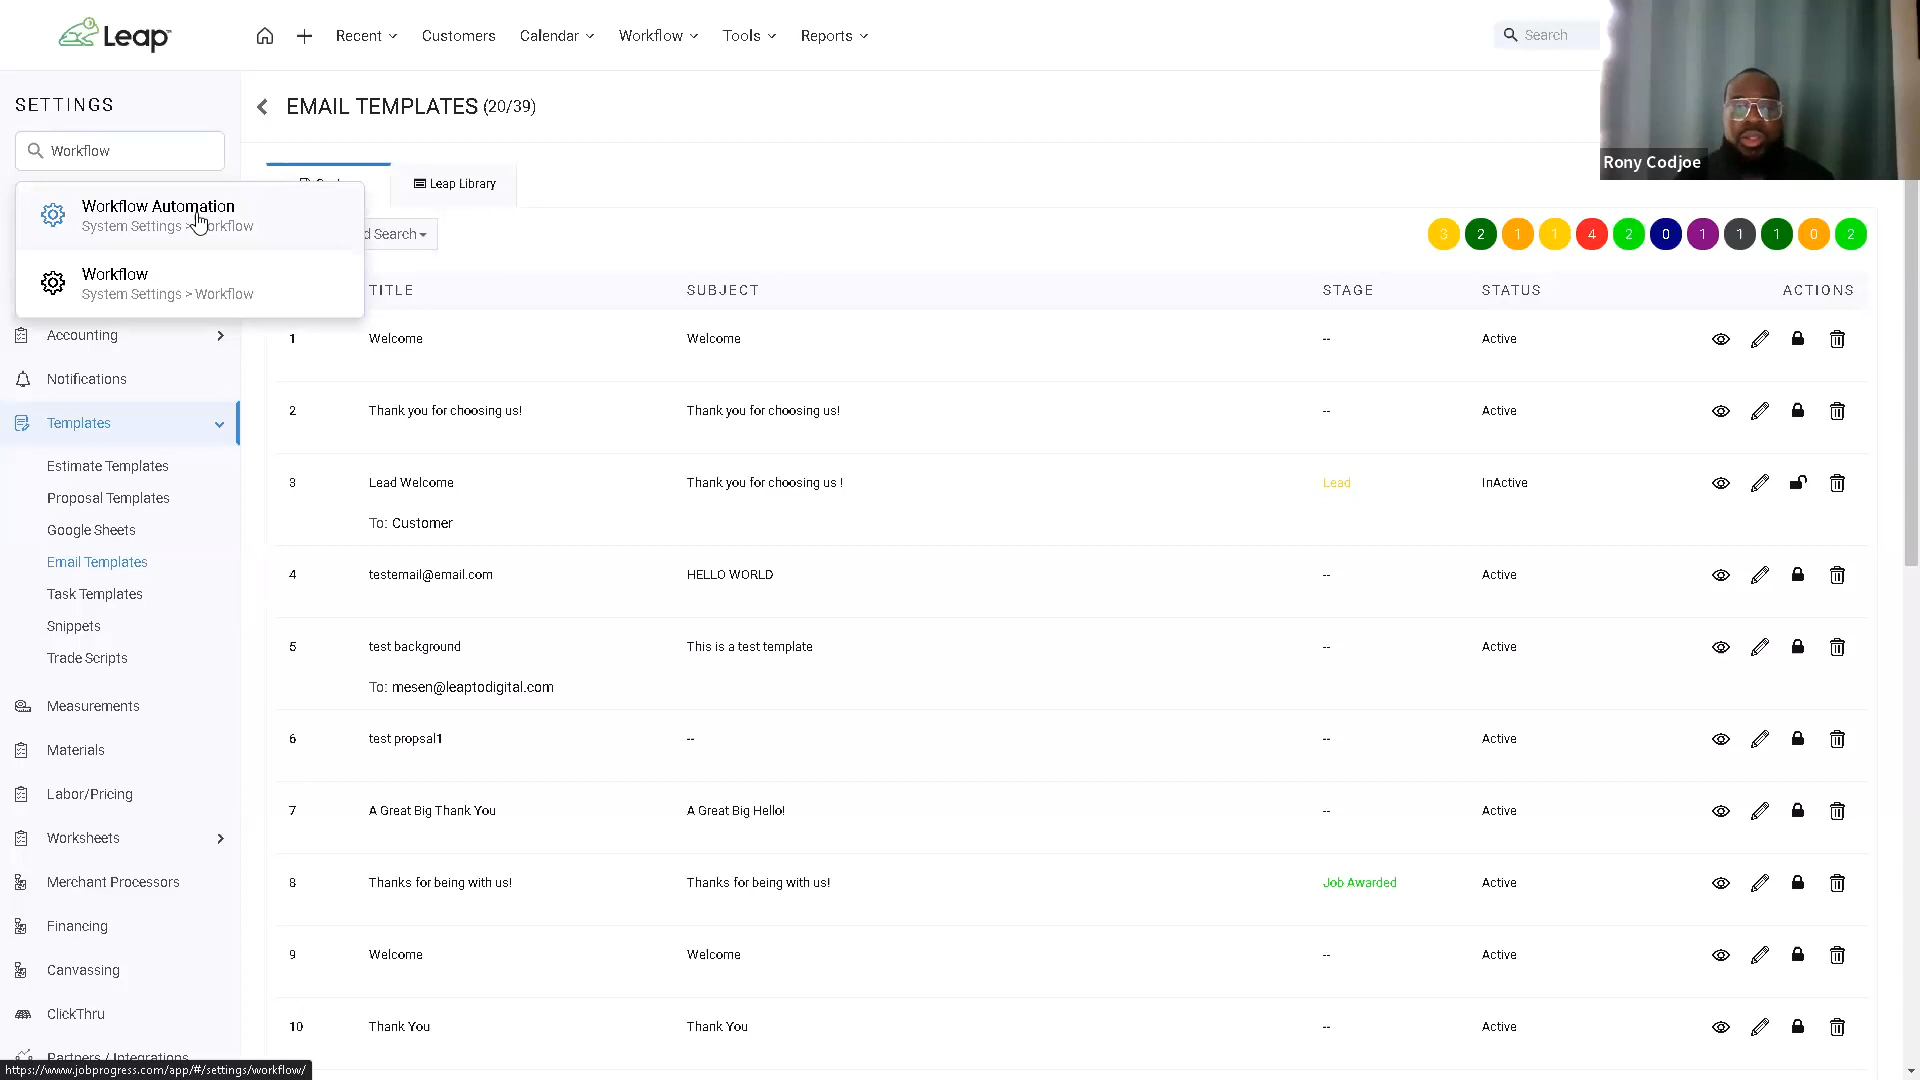 Leap
Recent
Customers
Calendar
Workflow
Tools
Reports
Search
SETTINGS
Workflow
Workflow Automation
System Settings > Workflow
Workflow
System Settings > Workflow
Accounting
Notifications
Templates
Estimate Templates
Proposal Templates
Google Sheets
Email Templates
Task Templates
Snippets
Trade Scripts
Measurements
Materials
Labor/Pricing
Worksheets
Merchant Processors
Financing
Canvassing
ClickThru
Partners / Integrations
https://www.jobprogress.com/app/#/settings/workflow/
EMAIL TEMPLATES (20/39)
Leap Library
d Search
3 2 1 1 4 2 0 1 1 1 0 2
TITLE SUBJECT STAGE STATUS ACTIONS
1 Welcome Welcome -- Active
2 Thank you for choosing us! Thank you for choosing us! -- Active
3 Lead Welcome Thank you for choosing us ! Lead InActive
To: Customer
4 testemail@email.com HELLO WORLD -- Active
5 test background This is a test template -- Active
To: mesen@leaptodigital.com
6 test propsal1 -- -- Active
7 A Great Big Thank You A Great Big Hello! -- Active
8 Thanks for being with us! Thanks for being with us! Job Awarded Active
9 Welcome Welcome -- Active
10 Thank You Thank You -- Active
Rony Codjoe